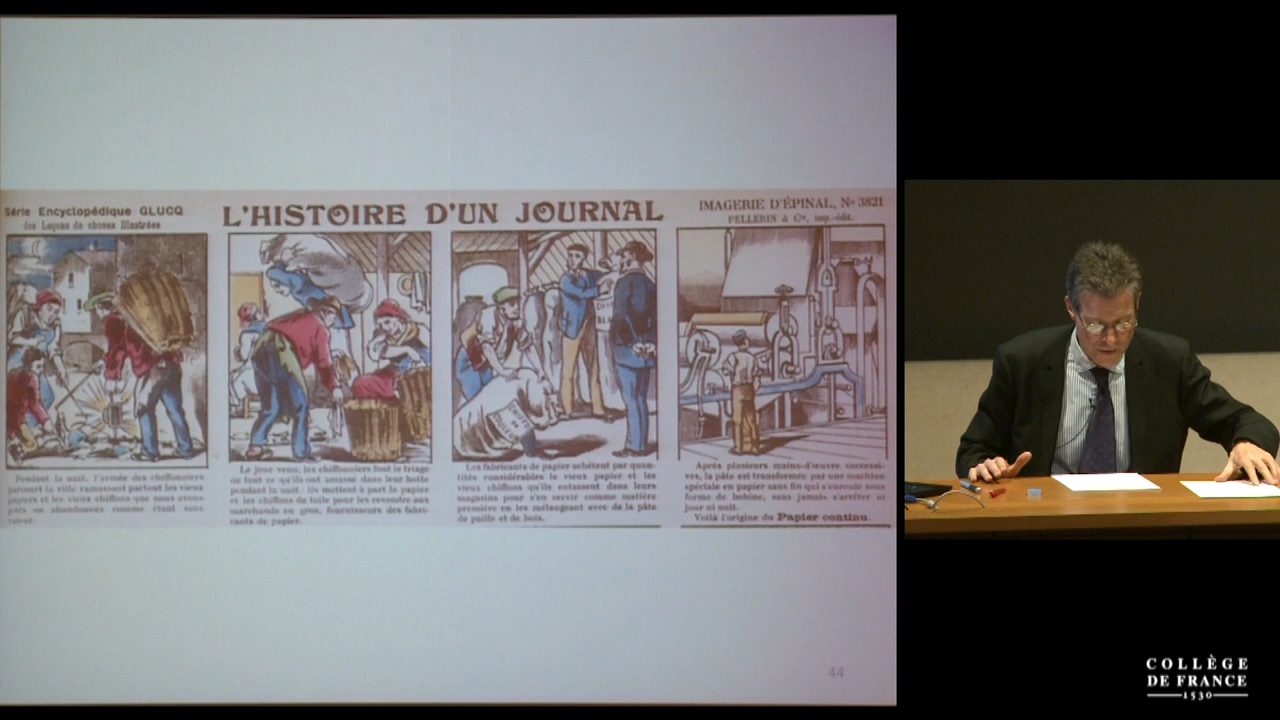 Série Encyclopédique GLUCQ
des Leçons de choses Illustrées
L'HISTOIRE D'UN JOURNAL
IMAGERIE D'ÉPINAL, No 3821
PELLERIN & Cie, imp.-édit.
Pendant la nuit, l'armée des chiffonniers
parcourt la ville ramassant partout les vieux
papiers et les vieux chiffons que nous avons
jetés ou abandonnés comme étant sans
valeur.
Le jour venu, les chiffonniers font le triage
de tout ce qu'ils ont amassé dans leur hotte
pendant la nuit : ils mettent à part le papier
et les chiffons de toile pour les revendre aux
marchands en gros, fournisseurs des fabri-
cants de papier.
Les fabricants de papier achètent par quan-
tités considérables le vieux papier et les
vieux chiffons qu'ils entassent dans leurs
magasins pour s'en servir comme matière
première en les mélangeant avec de la pâte
de paille et de bois.
Après plusieurs mains-d'œuvre successi-
ves, la pâte est transformée par une machine
spéciale en papier sans fin qui s'enroule sous
forme de bobine, sans jamais s'arrêter ni
jour ni nuit.
Voilà l'origine du Papier continu.
44
COLLÈGE
DE FRANCE
1530